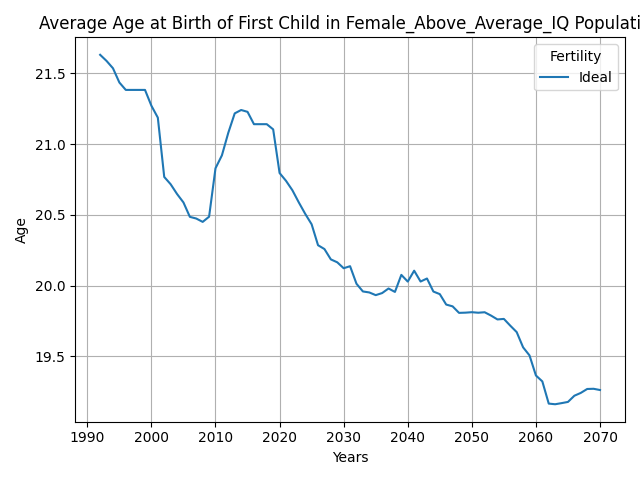 Average Age at Birth of First Child in Female_Above_Average_IQ Populati
Fertility
Ideal
21.5
21.0
20.5
20.0
19.5
Age
1990 2000 2010 2020 2030 2040 2050 2060 2070
Years